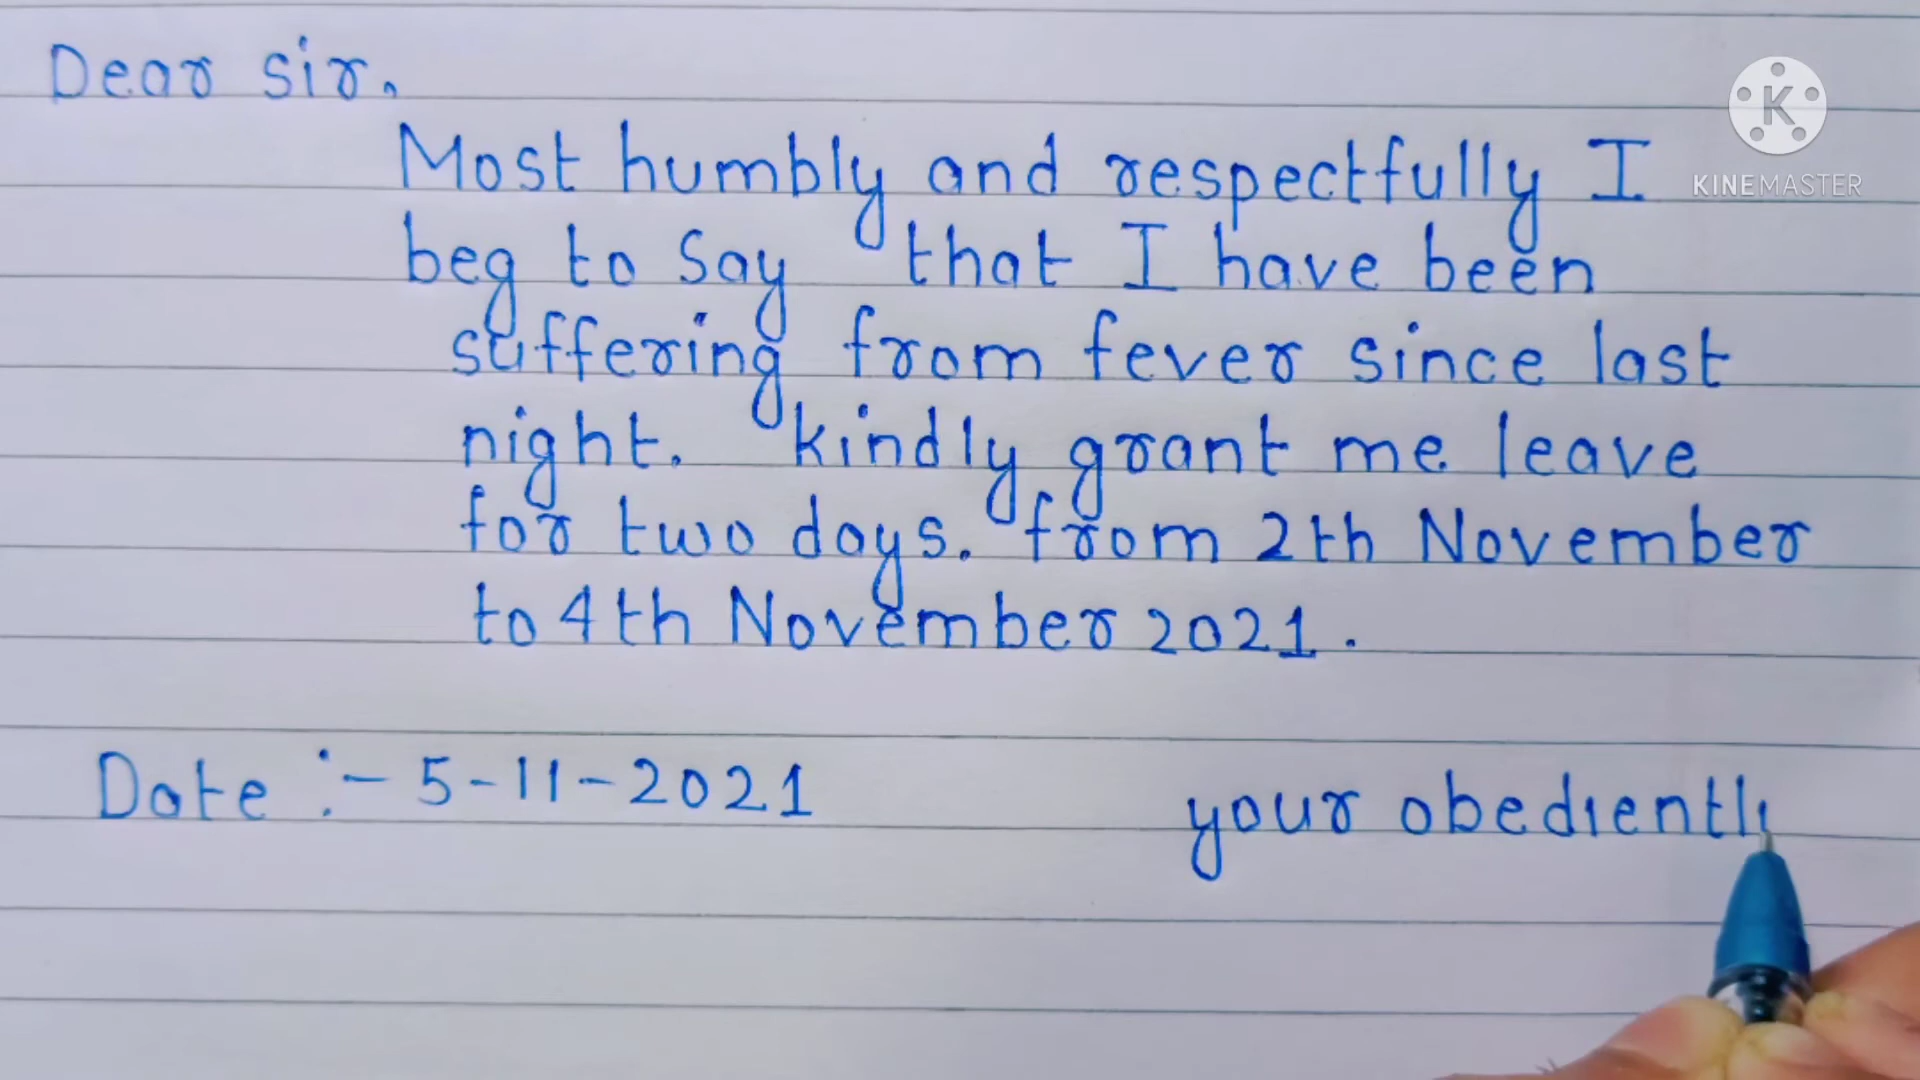 Dear sir,
Most humbly and respectfully I
beg to say that I have been
suffering from fever since last
night. kindly grant me leave
for two days. from 2th November
to 4th November 2021.
Date :- 5-11-2021
your obediently
KINEMASTER